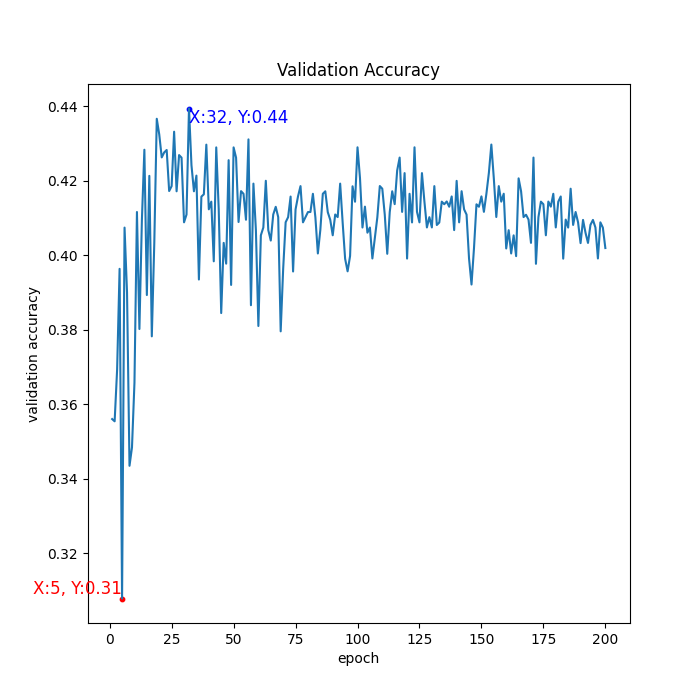 Validation Accuracy
0.44
X:32, Y:0.44
0.42
0.40
0.38
validation accuracy
0.36
0.34
0.32
X:5, Y:0.31
0 25 50 75 100 125 150 175 200
epoch